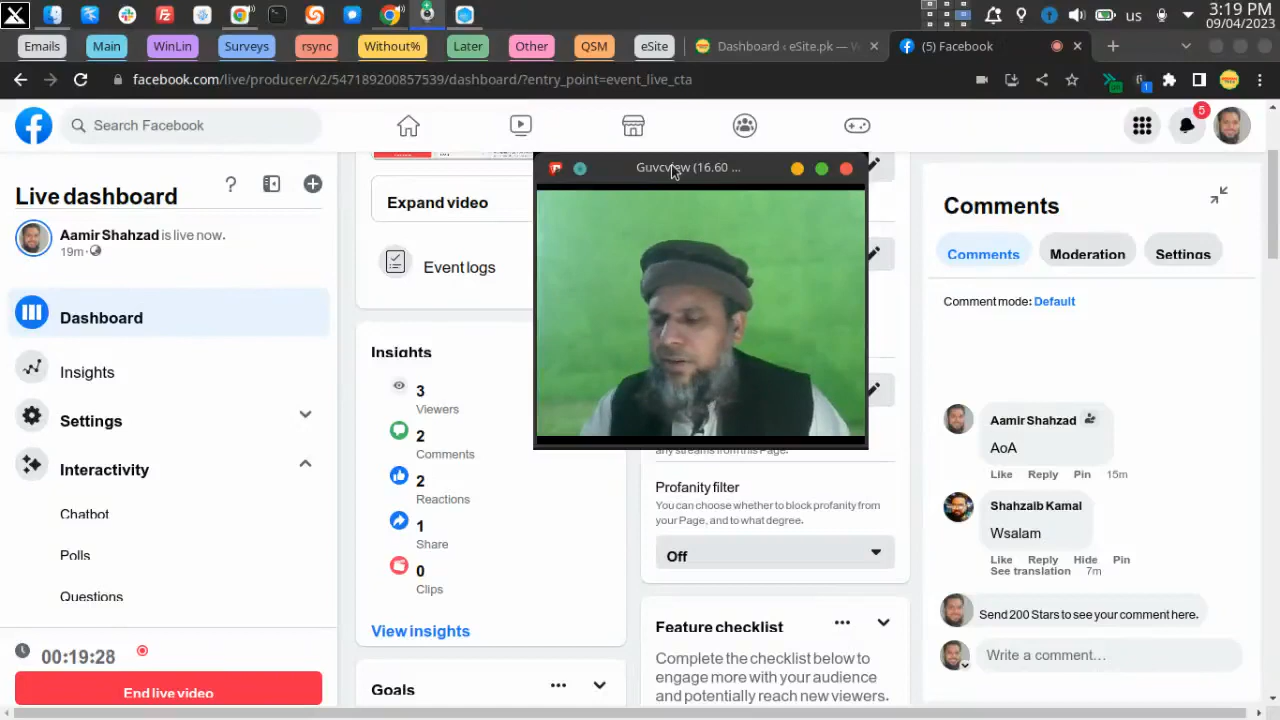 3:19 PM
09/04/2023
us
Emails
Main
WinLin
Surveys
rsync
Without%
Later
Other
QSM
eSite
Dashboard ‹ eSite.pk — W
(5) Facebook
facebook.com/live/producer/v2/547189200857539/dashboard/?entry_point=event_live_cta
Search Facebook
5
Live dashboard
Aamir Shahzad is live now.
19m
Dashboard
Insights
Settings
Interactivity
Chatbot
Polls
Questions
00:19:28
End live video
Expand video
Event logs
Insights
3
Viewers
2
Comments
2
Reactions
1
Share
0
Clips
View insights
Goals
Guvcview (16.60 ...
any streams from this Page.
Profanity filter
You can choose whether to block profanity from
your Page, and to what degree.
Off
Feature checklist
Complete the checklist below to
engage more with your audience
and potentially reach new viewers.
Comments
Comments
Moderation
Settings
Comment mode: Default
Aamir Shahzad
AoA
Like Reply Pin 15m
Shahzaib Kamal
Wsalam
Like Reply Hide Pin
See translation 7m
Send 200 Stars to see your comment here.
Write a comment...